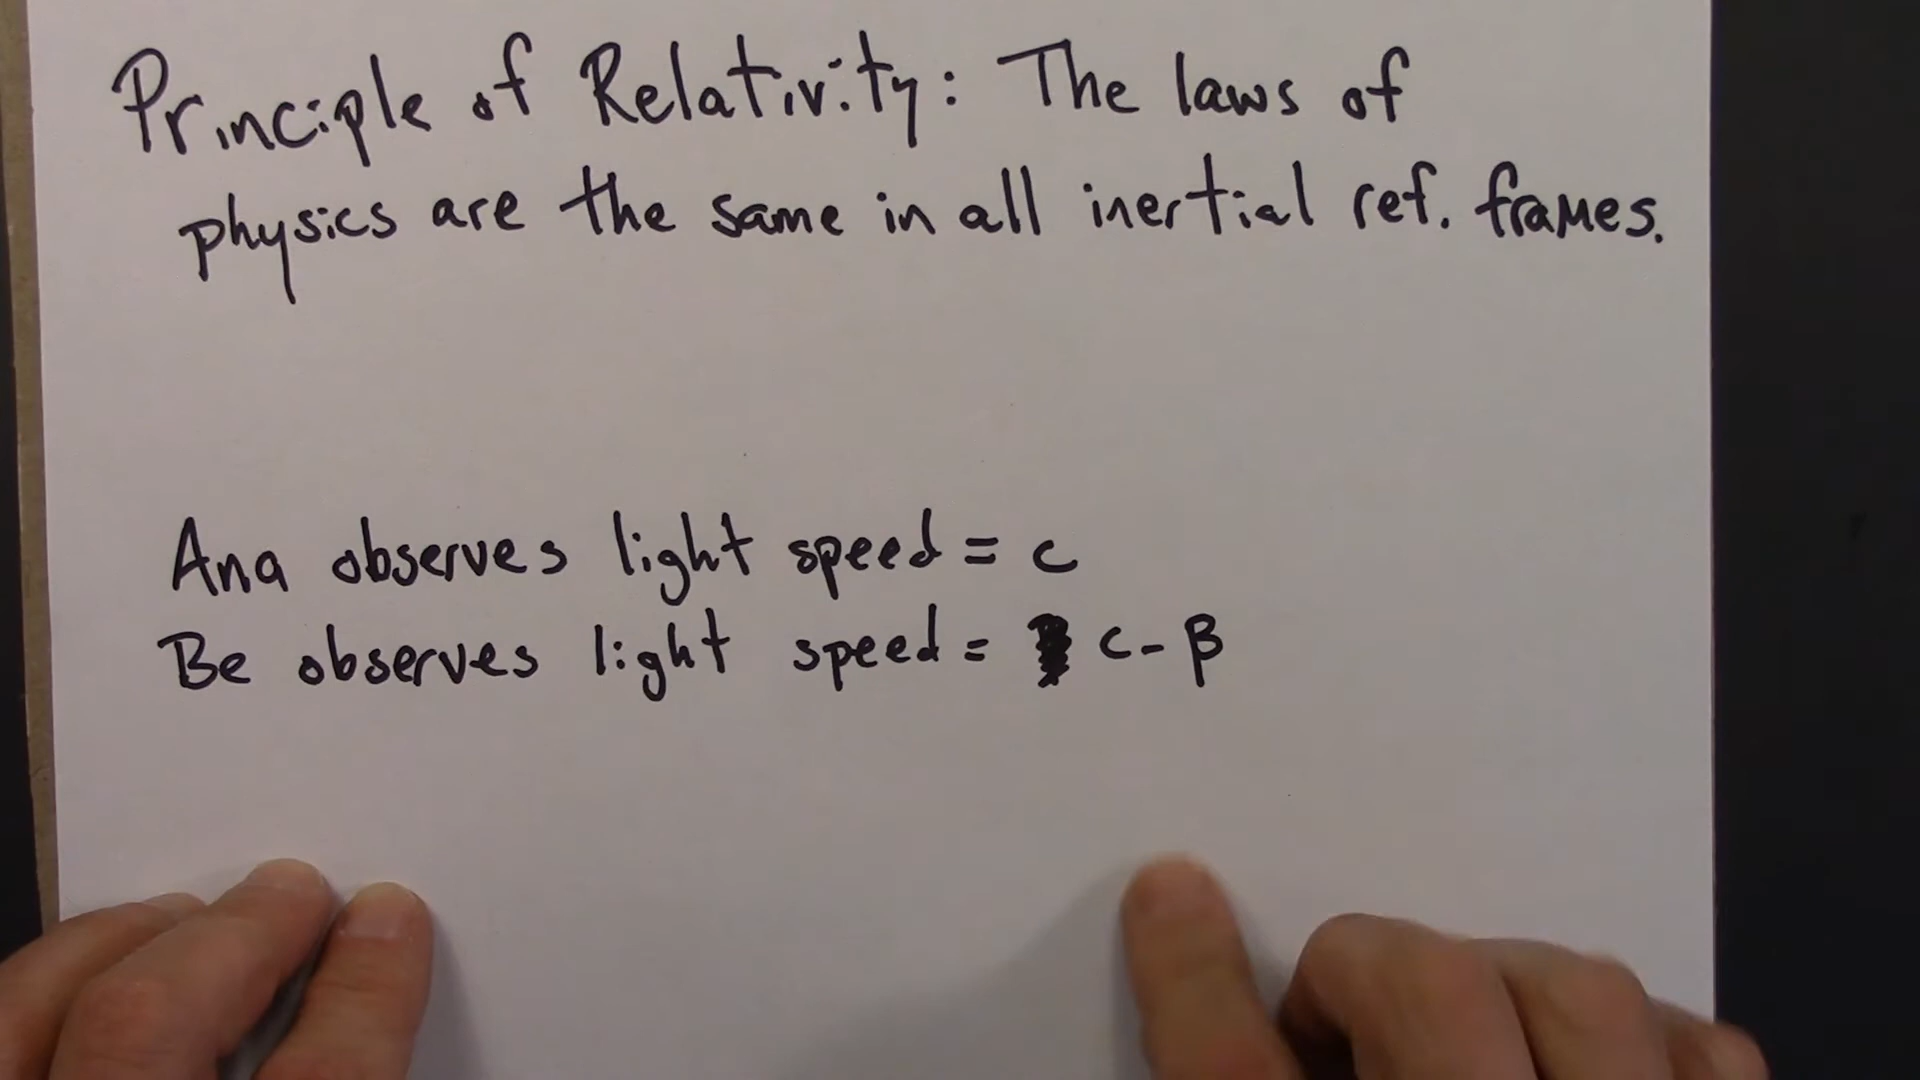 Principle of Relativity: The laws of
physics are the same in all inertial ref. frames.
Ana observes light speed = c
Be observes light speed = c - β